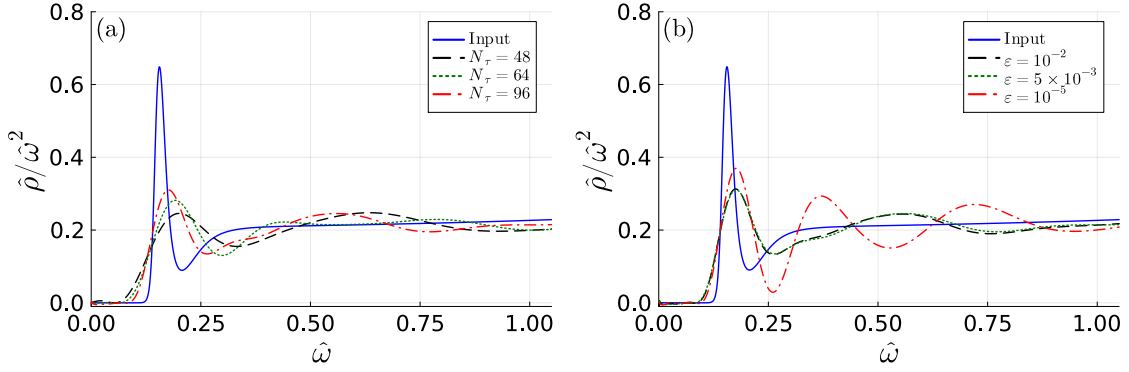 (a)
0.8
0.6
0.4
0.2
0.0
ρ̂/ω̂²
0.00 0.25 0.50 0.75 1.00
ω̂
Input
N_τ = 48
N_τ = 64
N_τ = 96
(b)
0.8
0.6
0.4
0.2
0.0
ρ̂/ω̂²
0.00 0.25 0.50 0.75 1.00
ω̂
Input
ε = 10⁻²
ε = 5 × 10⁻³
ε = 10⁻⁵